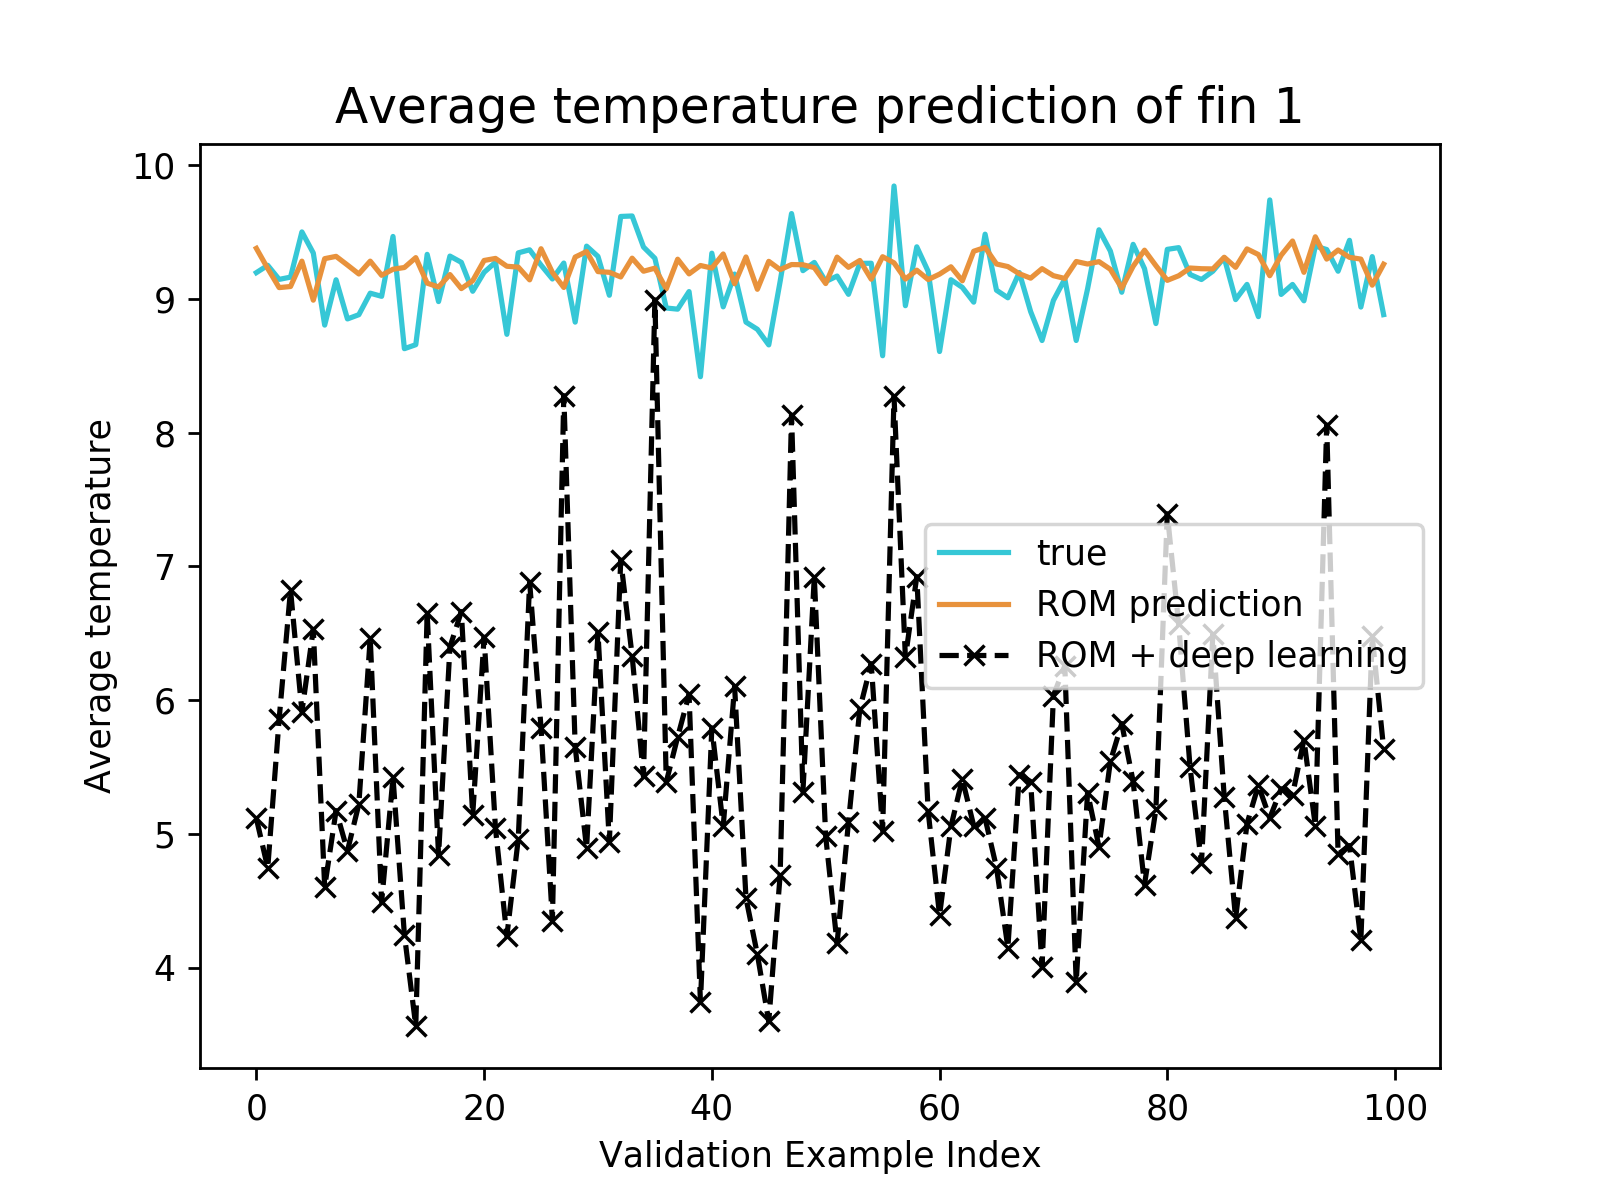 Average temperature prediction of fin 1
10
9
8
7
6
5
4
Average temperature
true
ROM prediction
ROM + deep learning
0 20 40 60 80 100
Validation Example Index